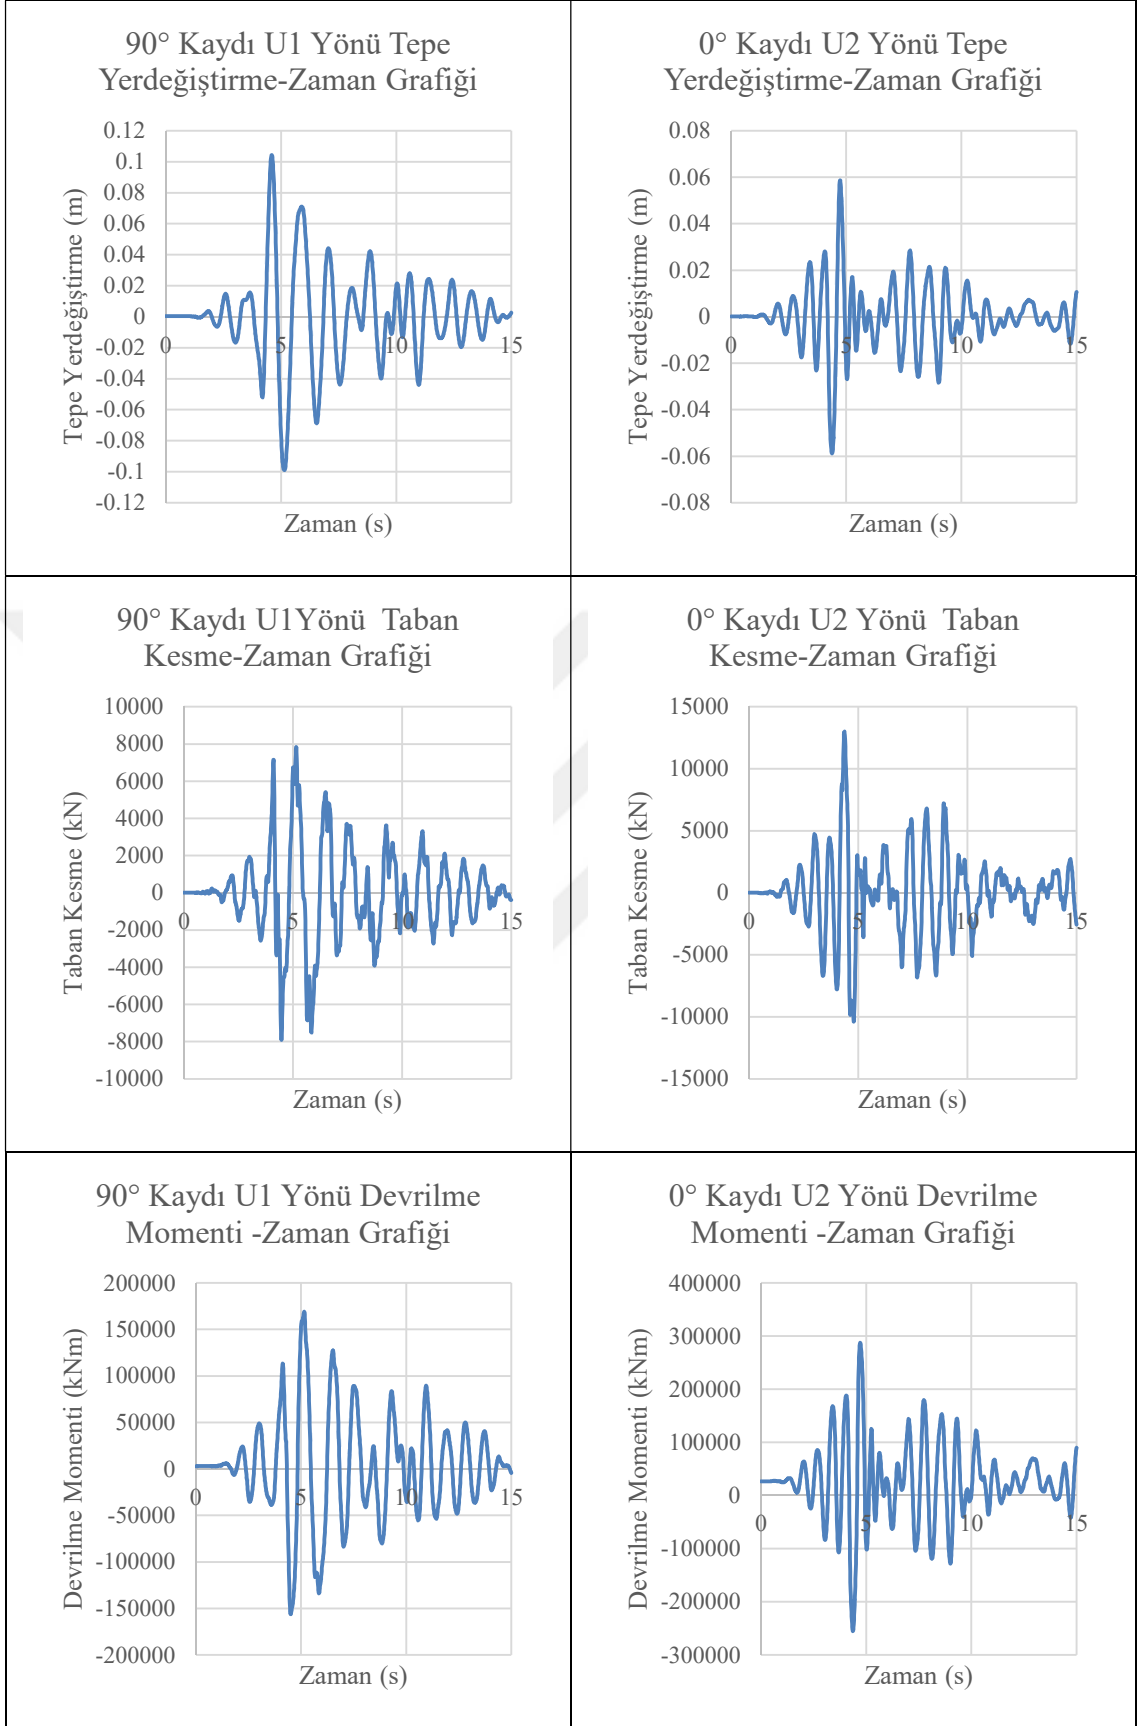 90° Kaydı U1 Yönü Tepe
Yerdeğiştirme-Zaman Grafiği
0.12
0.1
0.08
0.06
0.04
0.02
0
-0.02
-0.04
-0.06
-0.08
-0.1
-0.12
0 5 10 15
Tepe Yerdeğiştirme (m)
Zaman (s)
0° Kaydı U2 Yönü Tepe
Yerdeğiştirme-Zaman Grafiği
0.08
0.06
0.04
0.02
0
-0.02
-0.04
-0.06
-0.08
0 5 10 15
Tepe Yerdeğiştirme (m)
Zaman (s)
90° Kaydı U1Yönü  Taban
Kesme-Zaman Grafiği
10000
8000
6000
4000
2000
0
-2000
-4000
-6000
-8000
-10000
0 5 10 15
Taban Kesme (kN)
Zaman (s)
0° Kaydı U2 Yönü  Taban
Kesme-Zaman Grafiği
15000
10000
5000
0
-5000
-10000
-15000
0 5 10 15
Taban Kesme (kN)
Zaman (s)
90° Kaydı U1 Yönü Devrilme
Momenti -Zaman Grafiği
200000
150000
100000
50000
0
-50000
-100000
-150000
-200000
0 5 10 15
Devrilme Momenti (kNm)
Zaman (s)
0° Kaydı U2 Yönü Devrilme
Momenti -Zaman Grafiği
400000
300000
200000
100000
0
-100000
-200000
-300000
0 5 10 15
Devrilme Momenti (kNm)
Zaman (s)